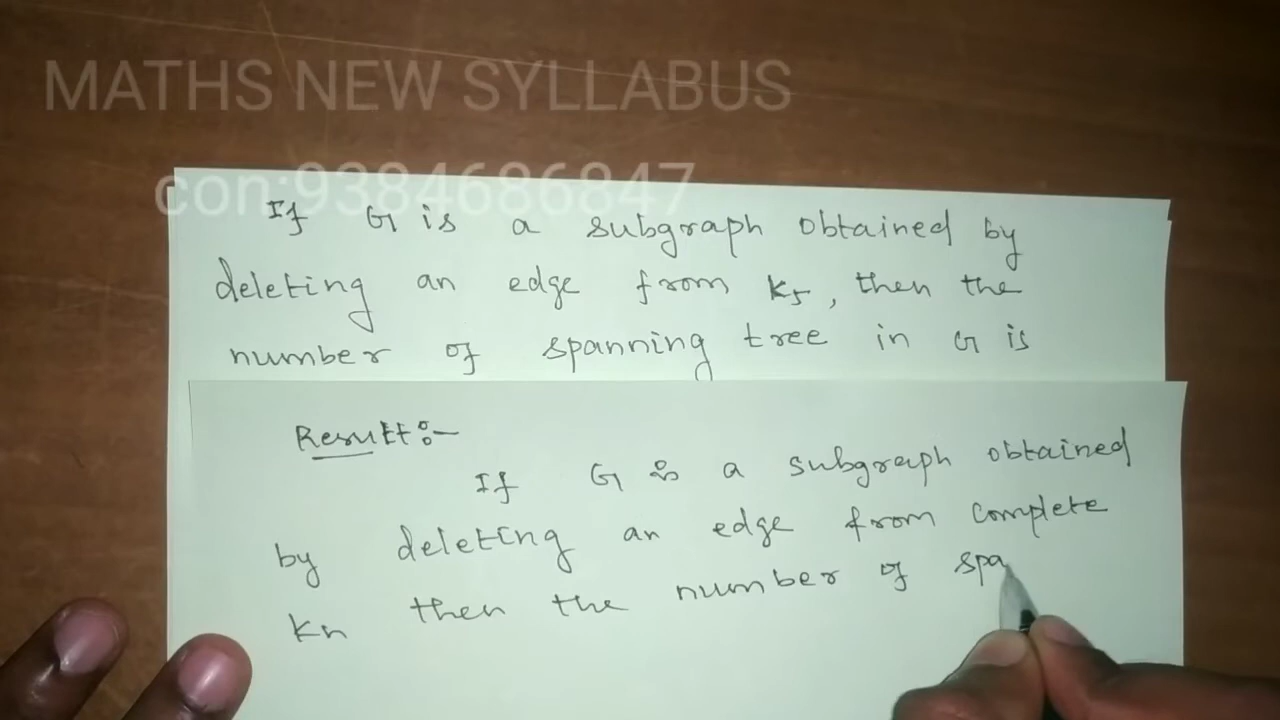 MATHS NEW SYLLABUS
con:9384686847
If G is a subgraph obtained by
deleting an edge from K5, then the
number of spanning tree in G is
Result:-
If G is a subgraph obtained
by deleting an edge from complete
Kn then the number of spa